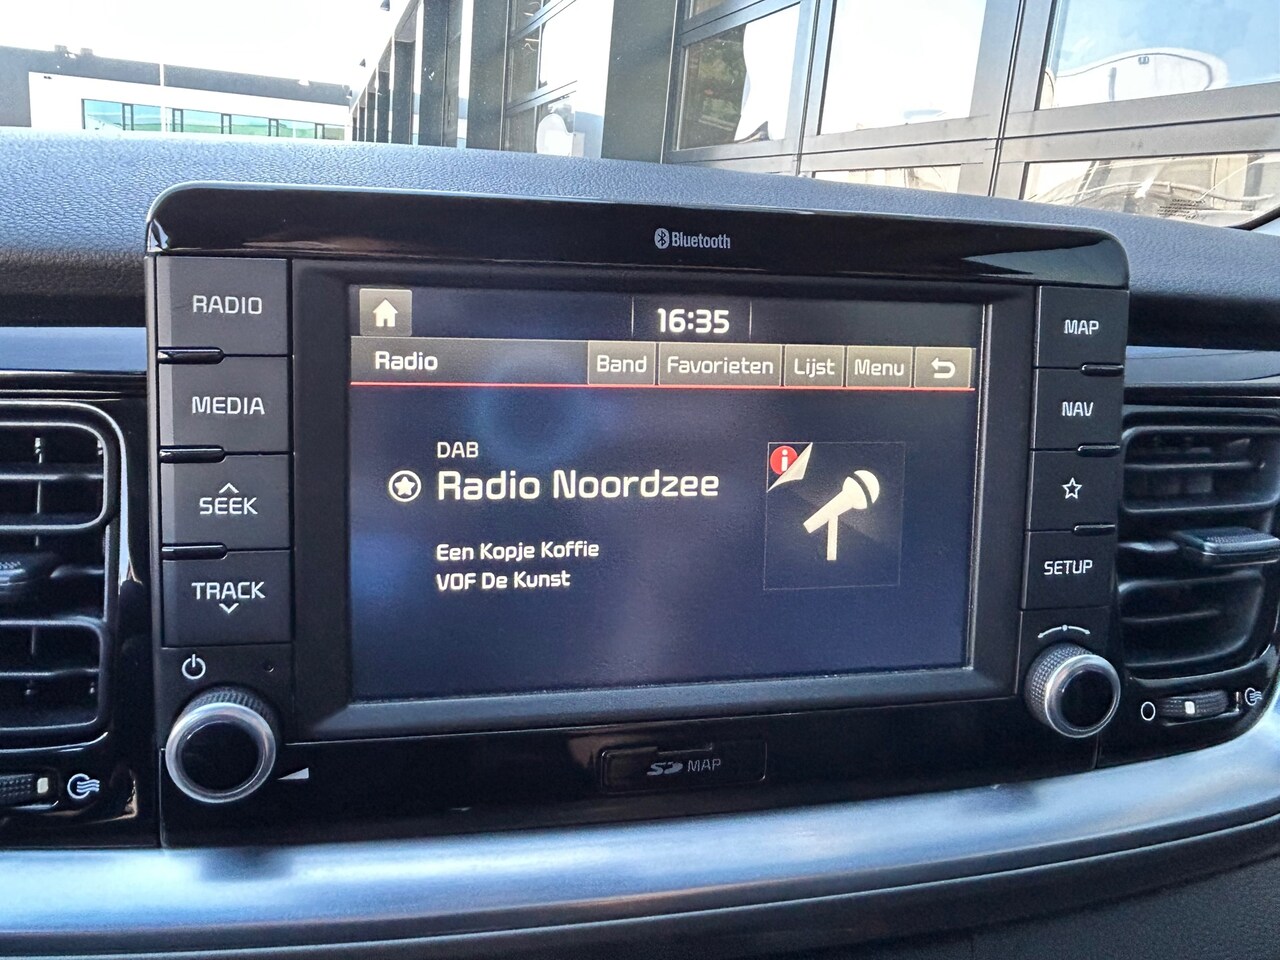 Bluetooth
RADIO
MEDIA
SEEK
TRACK
16:35
Radio
Band
Favorieten
Lijst
Menu
DAB
Radio Noordzee
Een Kopje Koffie
VOF De Kunst
i
MAP
NAV
SETUP
SD MAP